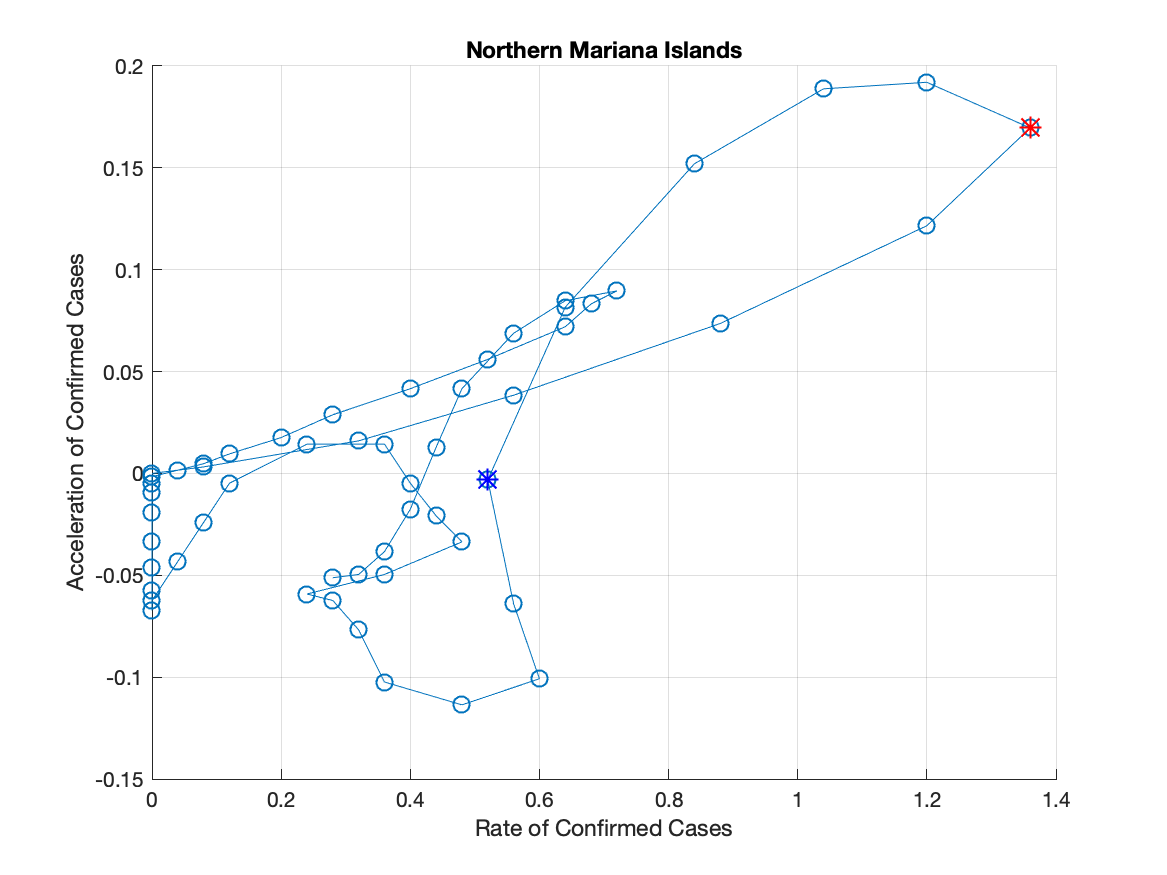 Northern Mariana Islands
Acceleration of Confirmed Cases
0.2
0.15
0.1
0.05
0
-0.05
-0.1
-0.15
0 0.2 0.4 0.6 0.8 1 1.2 1.4
Rate of Confirmed Cases